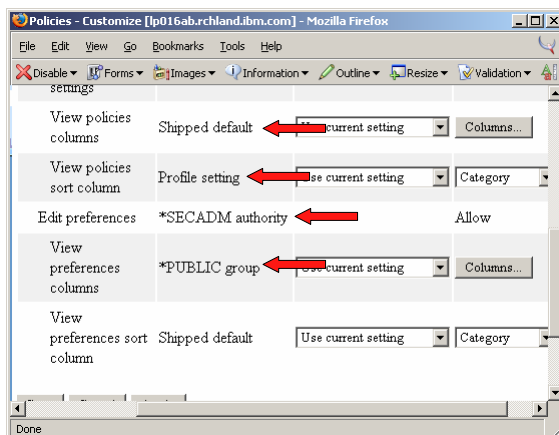 Policies - Customize [lp016ab.rchland.ibm.com] - Mozilla Firefox
File Edit View Go Bookmarks Tools Help
Disable Forms Images Information Outline Resize Validation
settings
View policies columns Shipped default current setting Columns...
View policies sort column Profile setting Use current setting Category
Edit preferences *SECADM authority Allow
View preferences columns *PUBLIC group Use current setting Columns...
View preferences sort column Shipped default Use current setting Category
Done